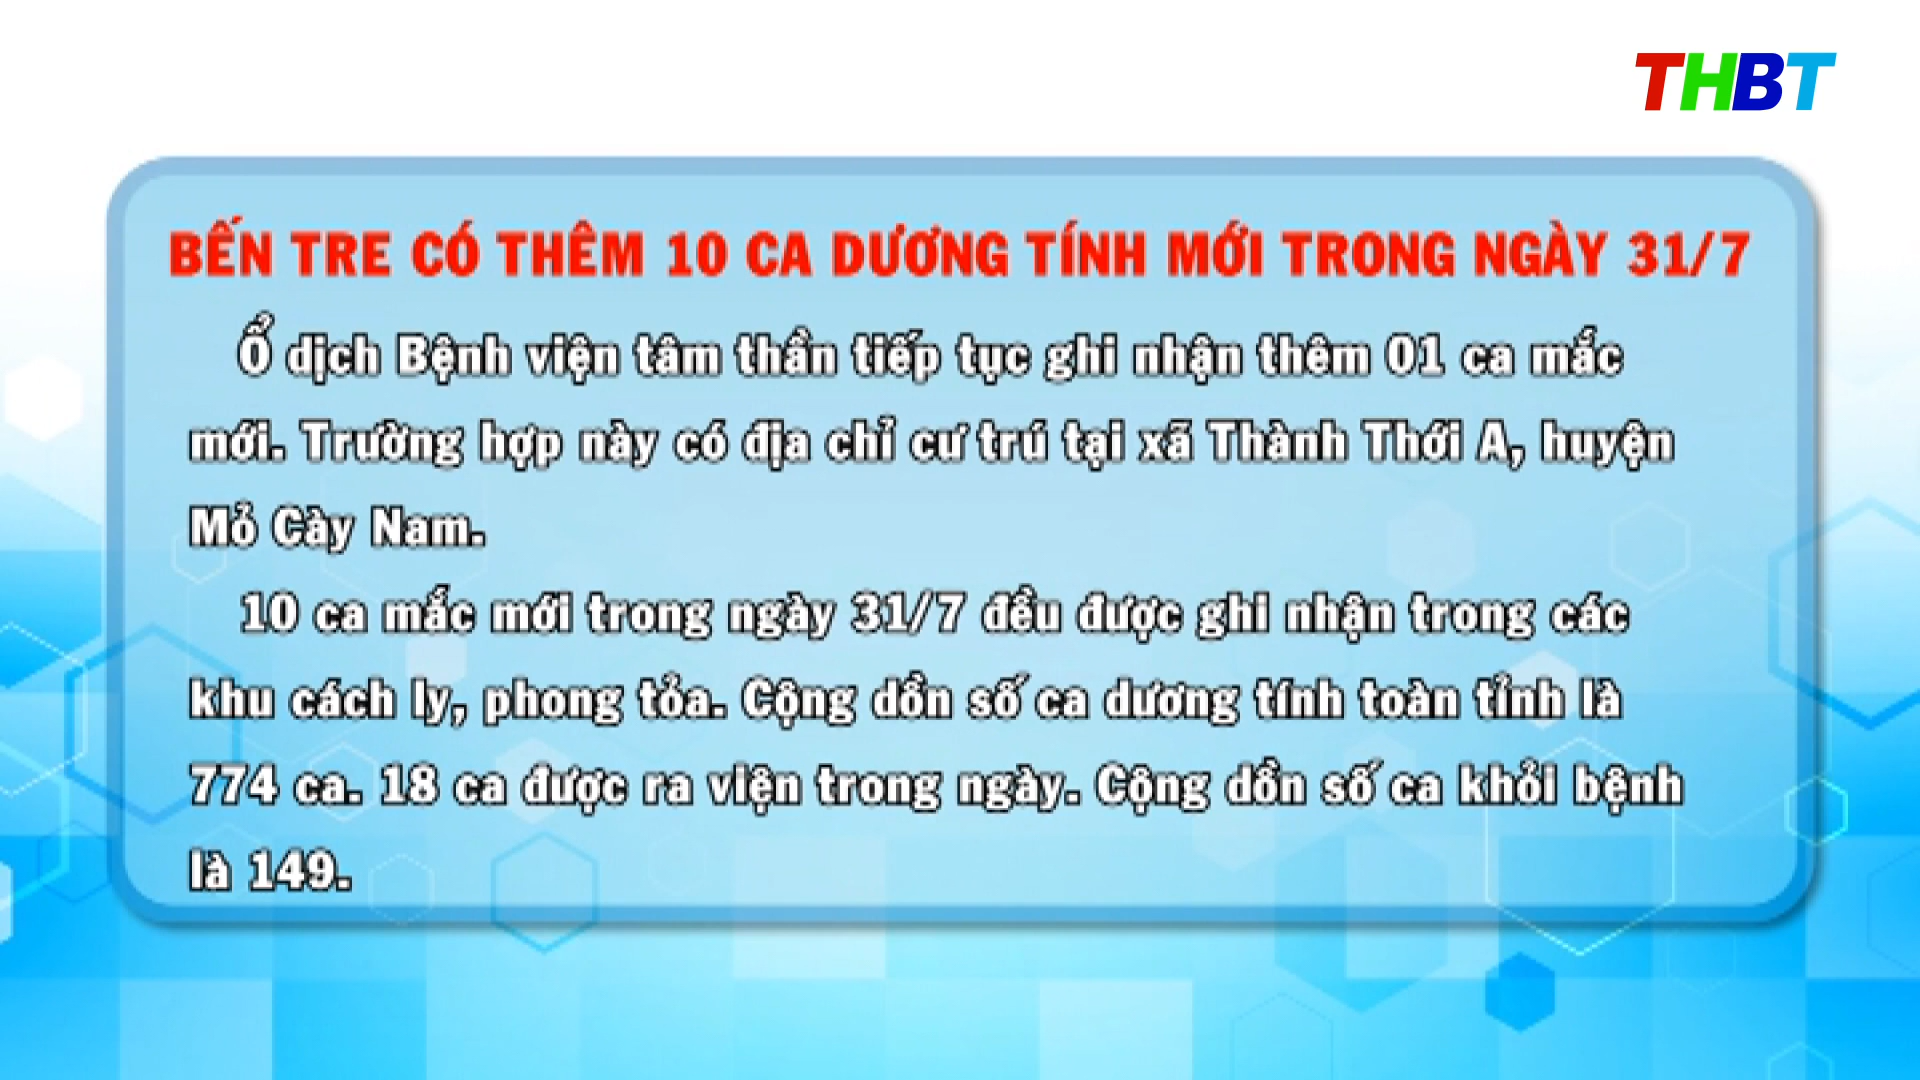 THBT
BẾN TRE CÓ THÊM 10 CA DƯƠNG TÍNH MỚI TRONG NGÀY 31/7
Ổ dịch Bệnh viện tâm thần tiếp tục ghi nhận thêm 01 ca mắc
mới. Trường hợp này có địa chỉ cư trú tại xã Thành Thới A, huyện
Mỏ Cày Nam.
10 ca mắc mới trong ngày 31/7 đều được ghi nhận trong các
khu cách ly, phong tỏa. Cộng dồn số ca dương tính toàn tỉnh là
774 ca. 18 ca được ra viện trong ngày. Cộng dồn số ca khỏi bệnh
là 149.